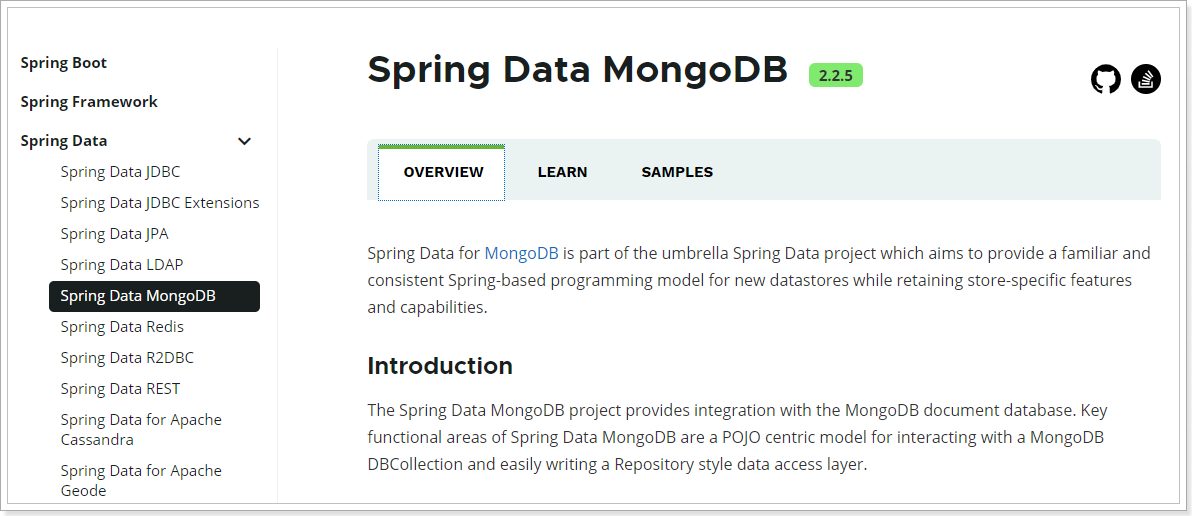 Spring Boot
Spring Framework
Spring Data
Spring Data JDBC
Spring Data JDBC Extensions
Spring Data JPA
Spring Data LDAP
Spring Data MongoDB
Spring Data Redis
Spring Data R2DBC
Spring Data REST
Spring Data for Apache
Cassandra
Spring Data for Apache
Geode
Spring Data MongoDB 2.2.5
OVERVIEW LEARN SAMPLES
Spring Data for MongoDB is part of the umbrella Spring Data project which aims to provide a familiar and
consistent Spring-based programming model for new datastores while retaining store-specific features
and capabilities.
Introduction
The Spring Data MongoDB project provides integration with the MongoDB document database. Key
functional areas of Spring Data MongoDB are a POJO centric model for interacting with a MongoDB
DBCollection and easily writing a Repository style data access layer.